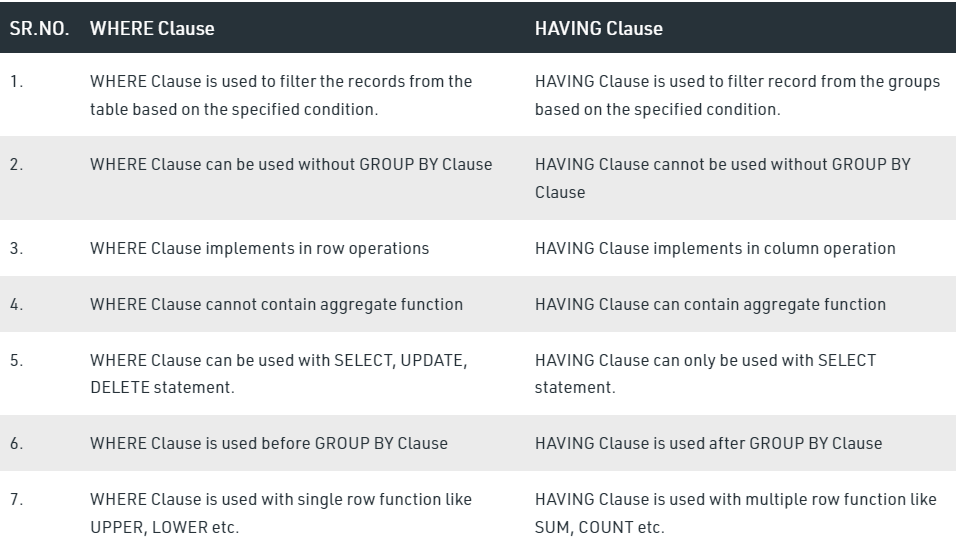 SR.NO. WHERE Clause HAVING Clause
1. WHERE Clause is used to filter the records from the HAVING Clause is used to filter record from the groups
table based on the specified condition. based on the specified condition.
2. WHERE Clause can be used without GROUP BY Clause HAVING Clause cannot be used without GROUP BY
Clause
3. WHERE Clause implements in row operations HAVING Clause implements in column operation
4. WHERE Clause cannot contain aggregate function HAVING Clause can contain aggregate function
5. WHERE Clause can be used with SELECT, UPDATE, HAVING Clause can only be used with SELECT
DELETE statement. statement.
6. WHERE Clause is used before GROUP BY Clause HAVING Clause is used after GROUP BY Clause
7. WHERE Clause is used with single row function like HAVING Clause is used with multiple row function like
UPPER, LOWER etc. SUM, COUNT etc.